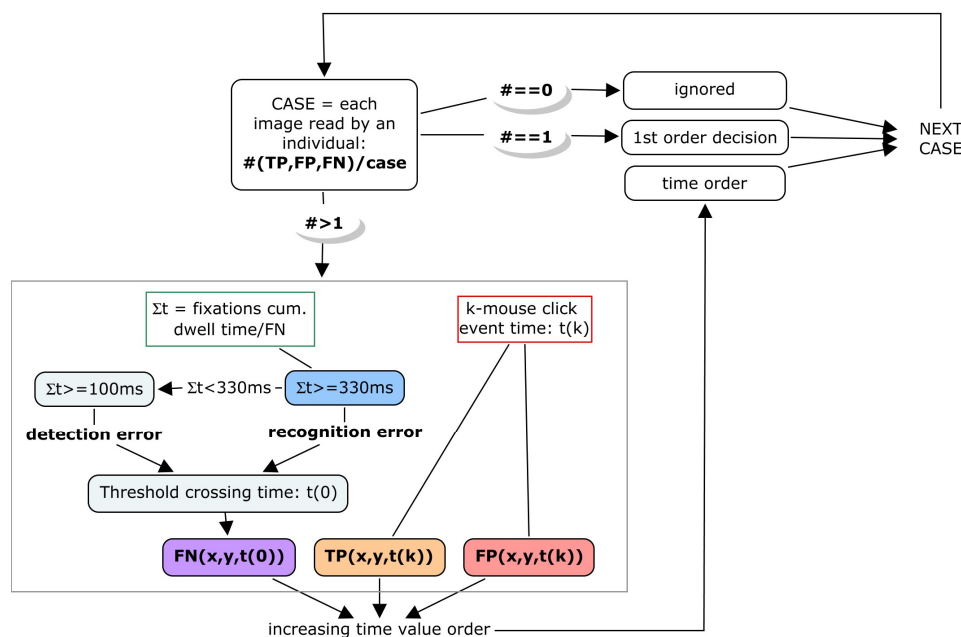 CASE = each
image read by an
individual:
#(TP,FP,FN)/case
#==0
ignored
#==1
1st order decision
time order
NEXT
CASE
#>1
Σt = fixations cum.
dwell time/FN
k-mouse click
event time: t(k)
Σt>=100ms
Σt<330ms
Σt>=330ms
detection error
recognition error
Threshold crossing time: t(0)
FN(x,y,t(0))
TP(x,y,t(k))
FP(x,y,t(k))
increasing time value order